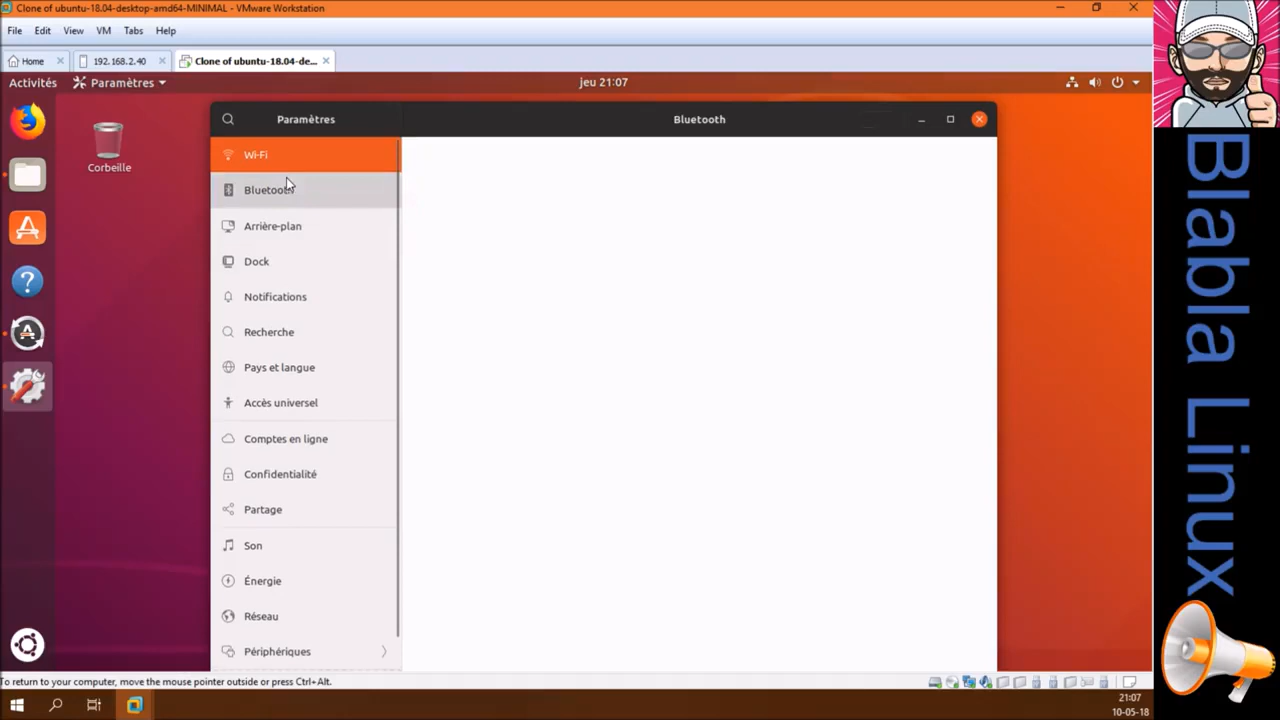 Clone of ubuntu-18.04-desktop-amd64-MINIMAL - VMware Workstation
File Edit View VM Tabs Help
Home 192.168.2.40 Clone of ubuntu-18.04-de...
Activités Paramètres jeu 21:07
Paramètres Bluetooth
Corbeille
Wi-Fi
Bluetooth
Arrière-plan
Dock
Notifications
Recherche
Pays et langue
Accès universel
Comptes en ligne
Confidentialité
Partage
Son
Énergie
Réseau
Périphériques
To return to your computer, move the mouse pointer outside or press Ctrl+Alt.
21:07
10-05-18
Blabla Linux